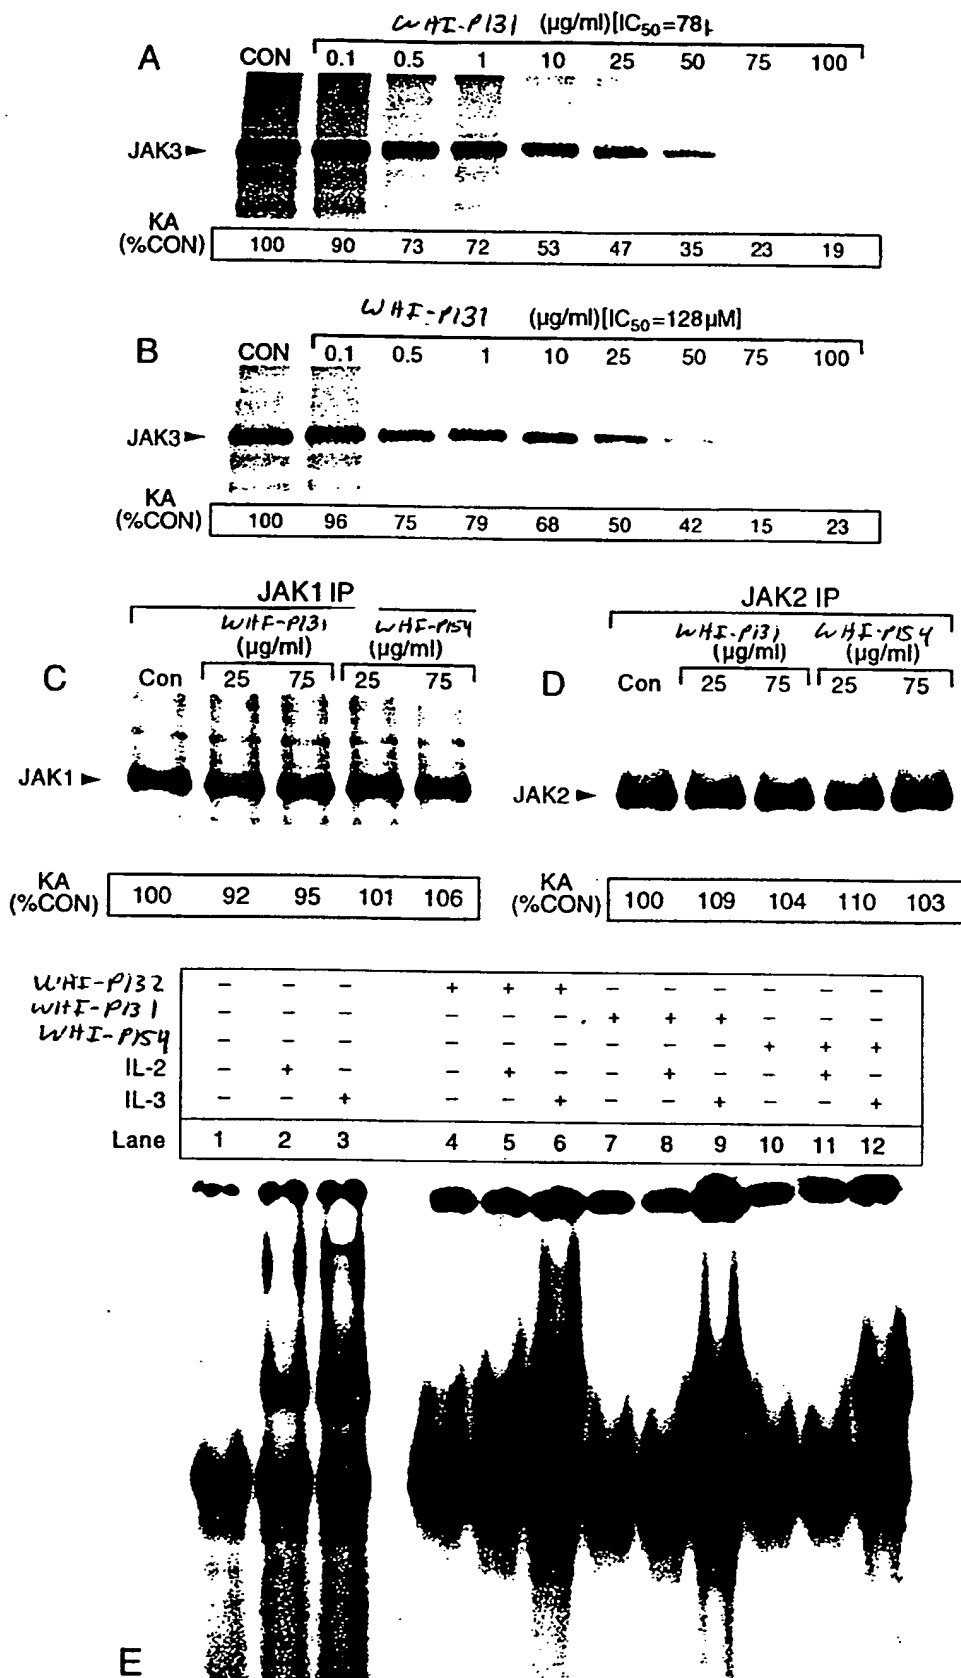 WHI-P131 (µg/ml)[IC50=78
A CON 0.1 0.5 1 10 25 50 75 100
JAK3
KA
(%CON) 100 90 73 72 53 47 35 23 19
WHI-P131 (µg/ml)[IC50=128µM]
B CON 0.1 0.5 1 10 25 50 75 100
JAK3
KA
(%CON) 100 96 75 79 68 50 42 15 23
JAK1 IP
WHI-P131 WHI-P154
(µg/ml) (µg/ml)
C Con 25 75 25 75
JAK1
KA
(%CON) 100 92 95 101 106
JAK2 IP
WHI-P131 WHI-P154
(µg/ml) (µg/ml)
D Con 25 75 25 75
JAK2
KA
(%CON) 100 109 104 110 103
WHI-P132 – – – + + + – – – – – –
WHI-P131 – – – – – – + + + – – –
WHI-P154 – – – – – – – – – + + +
IL-2 – + – – + – – + – – + –
IL-3 – – + – – + – – + – – +
Lane 1 2 3 4 5 6 7 8 9 10 11 12
E